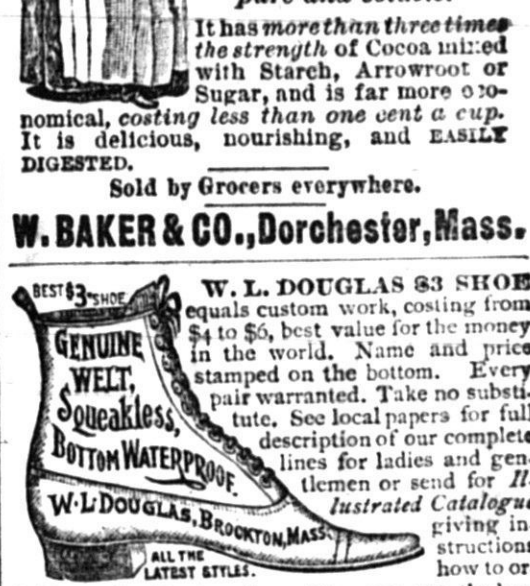 It has more than three times
the strength of Cocoa mixed
with Starch, Arrowroot or
Sugar, and is far more eco-
nomical, costing less than one cent a cup.
It is delicious, nourishing, and EASILY
DIGESTED.
Sold by Grocers everywhere.
W. BAKER & CO., Dorchester, Mass.
BEST $3. SHOE
GENUINE
WELT,
Squeakless,
BOTTOM WATERPROOF.
W. L. DOUGLAS, BROCKTON, MASS.
ALL THE
LATEST STYLES.
W. L. DOUGLAS $3 SHOE
equals custom work, costing from
$4 to $6, best value for the money
in the world. Name and price
stamped on the bottom. Every
pair warranted. Take no substi-
tute. See local papers for full
description of our complete
lines for ladies and gen-
tlemen or send for Il-
lustrated Catalogue
giving in-
structions
how to or